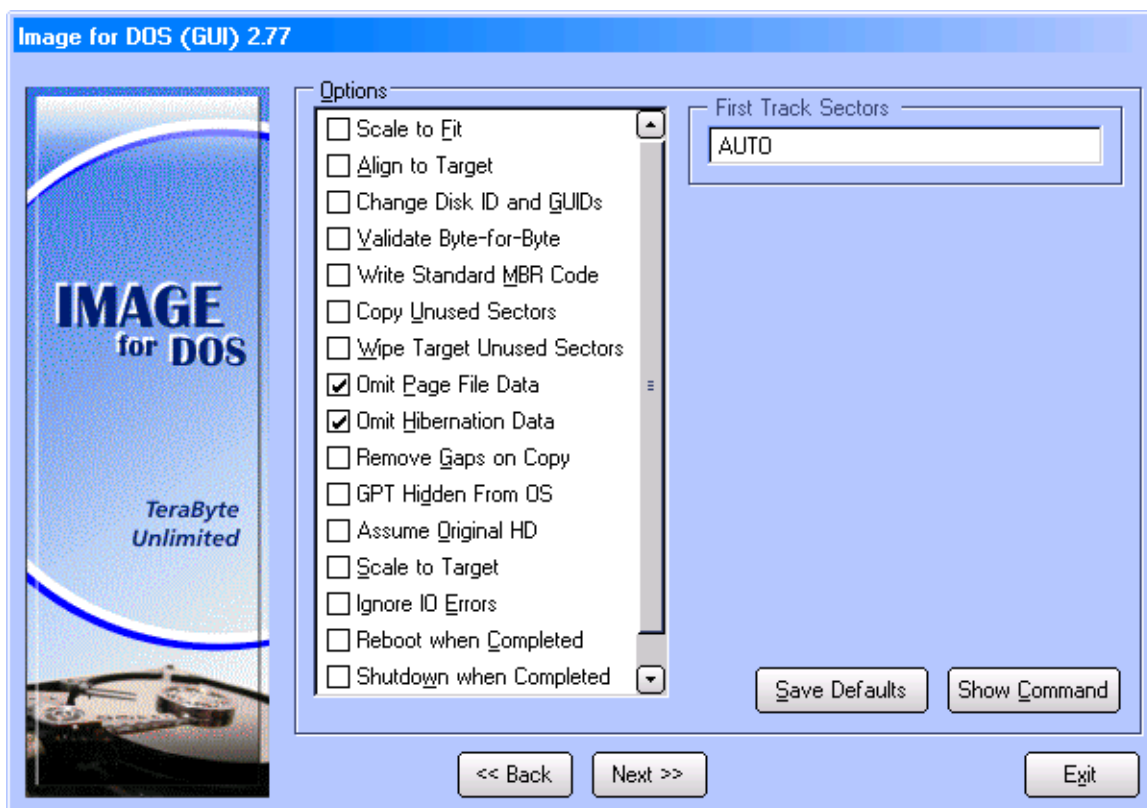 Image for DOS (GUI) 2.77
IMAGE
for DOS
TeraByte
Unlimited
Options
Scale to Fit
Align to Target
Change Disk ID and GUIDs
Validate Byte-for-Byte
Write Standard MBR Code
Copy Unused Sectors
Wipe Target Unused Sectors
Omit Page File Data
Omit Hibernation Data
Remove Gaps on Copy
GPT Hidden From OS
Assume Original HD
Scale to Target
Ignore IO Errors
Reboot when Completed
Shutdown when Completed
First Track Sectors
AUTO
Save Defaults
Show Command
<< Back
Next >>
Exit